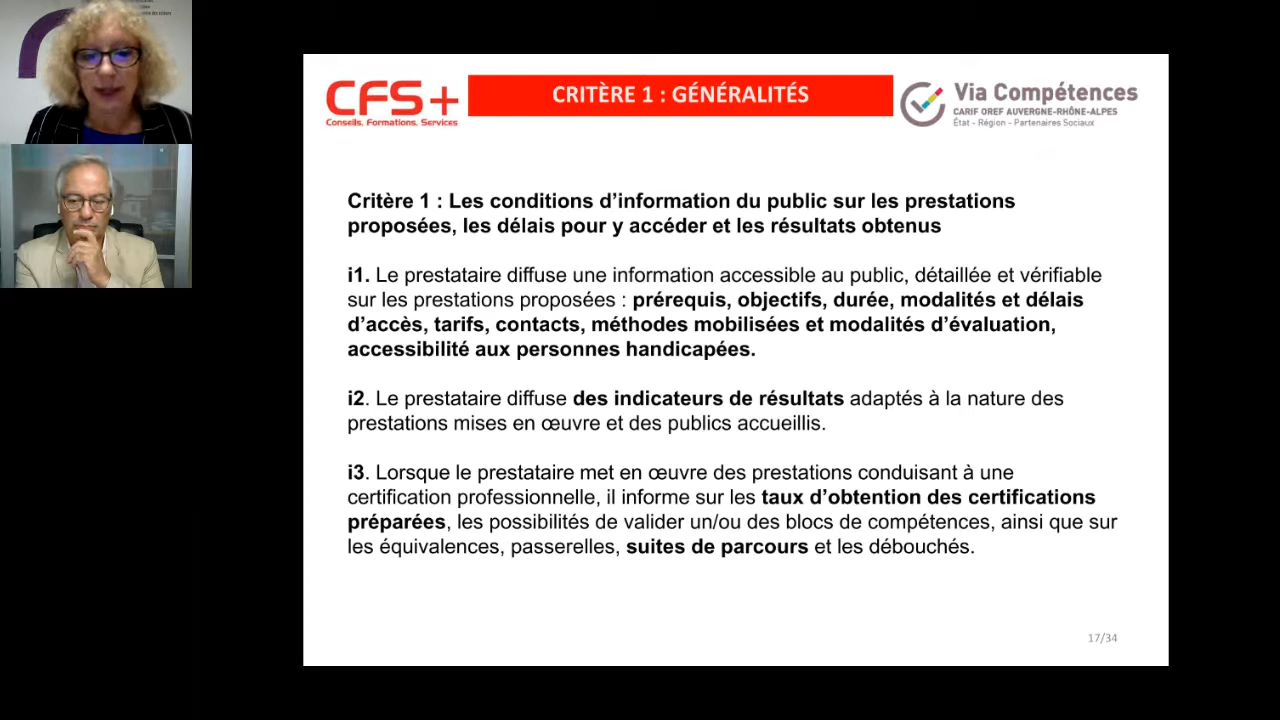 CFS+
Conseils, Formations, Services
CRITÈRE 1 : GÉNÉRALITÉS
Via Compétences
CARIF OREF AUVERGNE-RHÔNE-ALPES
État - Région - Partenaires Sociaux
Critère 1 : Les conditions d’information du public sur les prestations
proposées, les délais pour y accéder et les résultats obtenus
i1. Le prestataire diffuse une information accessible au public, détaillée et vérifiable
sur les prestations proposées : prérequis, objectifs, durée, modalités et délais
d’accès, tarifs, contacts, méthodes mobilisées et modalités d’évaluation,
accessibilité aux personnes handicapées.
i2. Le prestataire diffuse des indicateurs de résultats adaptés à la nature des
prestations mises en œuvre et des publics accueillis.
i3. Lorsque le prestataire met en œuvre des prestations conduisant à une
certification professionnelle, il informe sur les taux d’obtention des certifications
préparées, les possibilités de valider un/ou des blocs de compétences, ainsi que sur
les équivalences, passerelles, suites de parcours et les débouchés.
17/34